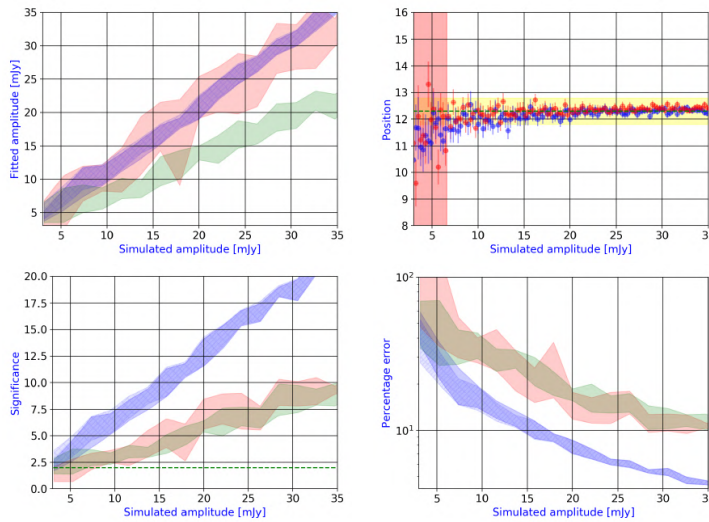 35
30
25
20
15
10
5
Fitted amplitude [mJy]
5 10 15 20 25 30 35
Simulated amplitude [mJy]
16
15
14
13
12
11
10
9
8
Position
5 10 15 20 25 30 3
Simulated amplitude [mJy]
20.0
17.5
15.0
12.5
10.0
7.5
5.0
2.5
0.0
Significance
5 10 15 20 25 30 35
Simulated amplitude [mJy]
10²
10¹
Percentage error
5 10 15 20 25 30 35
Simulated amplitude [mJy]